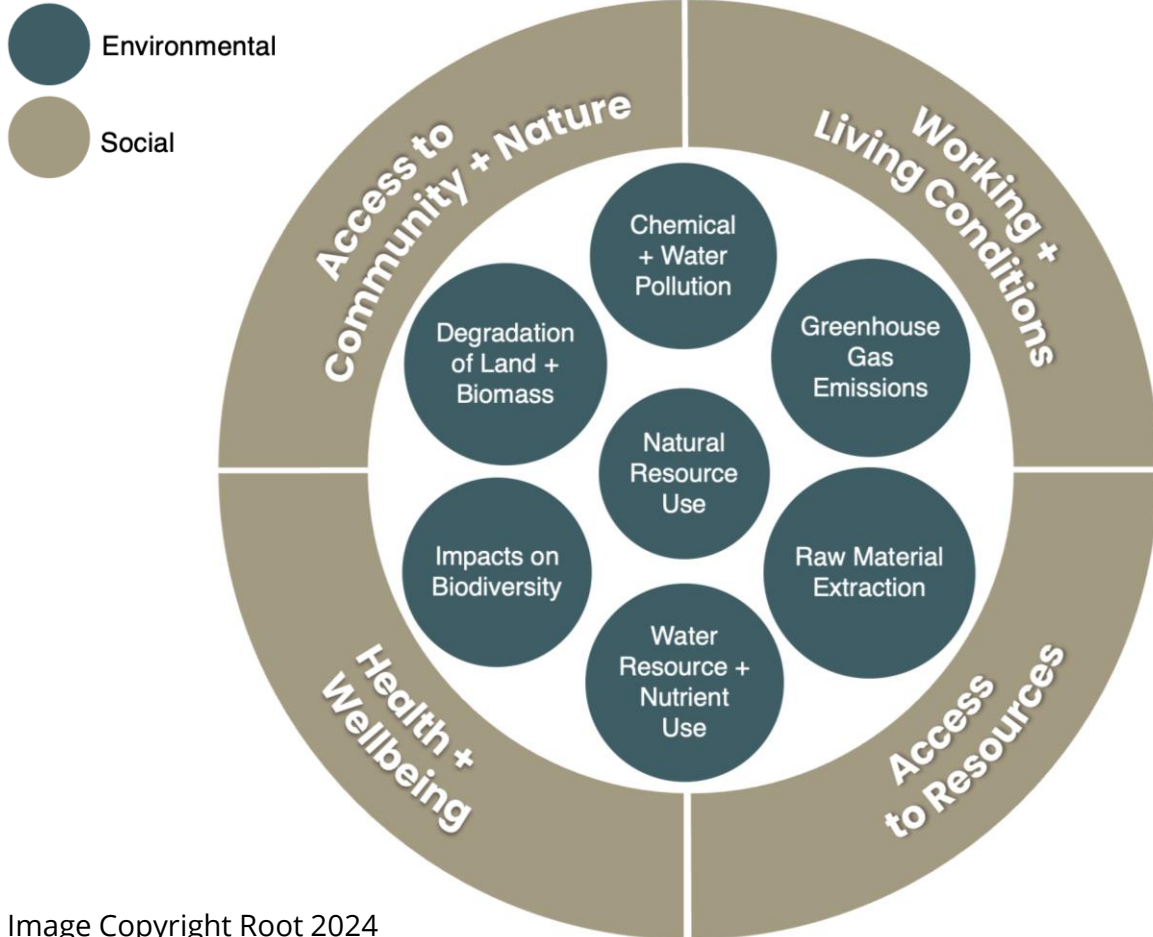 Environmental
Social
Access to
Community + Nature
Working +
Living Conditions
Chemical
+ Water
Pollution
Degradation
of Land +
Biomass
Greenhouse
Gas
Emissions
Natural
Resource
Use
Impacts on
Biodiversity
Raw Material
Extraction
Water
Resource +
Nutrient
Use
Health +
Wellbeing
Access
to Resources
Image Copyright Root 2024